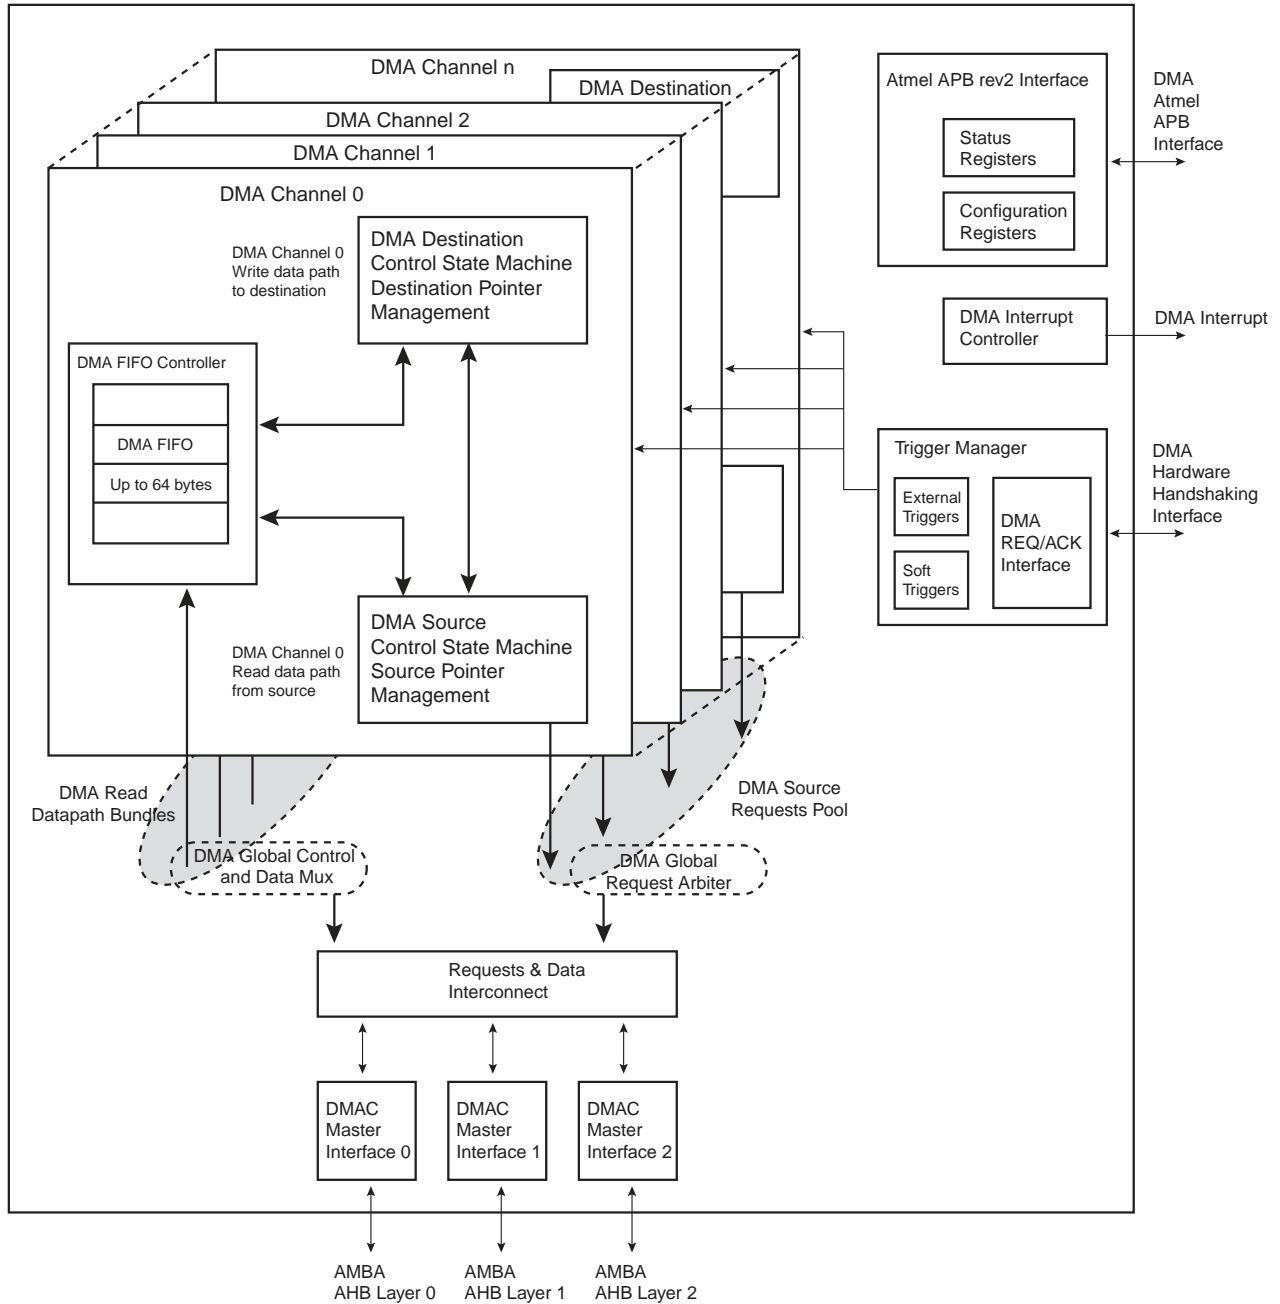 DMA Channel n
DMA Destination
DMA Channel 2
DMA Channel 1
DMA Channel 0
DMA Channel 0
Write data path
to destination
DMA Destination
Control State Machine
Destination Pointer
Management
DMA FIFO Controller
DMA FIFO
Up to 64 bytes
DMA Channel 0
Read data path
from source
DMA Source
Control State Machine
Source Pointer
Management
Atmel APB rev2 Interface
Status
Registers
Configuration
Registers
DMA
Atmel
APB
Interface
DMA Interrupt
Controller
DMA Interrupt
Trigger Manager
External
Triggers
Soft
Triggers
DMA
REQ/ACK
Interface
DMA
Hardware
Handshaking
Interface
DMA Read
Datapath Bundles
DMA Source
Requests Pool
DMA Global Control
and Data Mux
DMA Global
Request Arbiter
Requests & Data
Interconnect
DMAC
Master
Interface 0
DMAC
Master
Interface 1
DMAC
Master
Interface 2
AMBA
AHB Layer 0
AMBA
AHB Layer 1
AMBA
AHB Layer 2